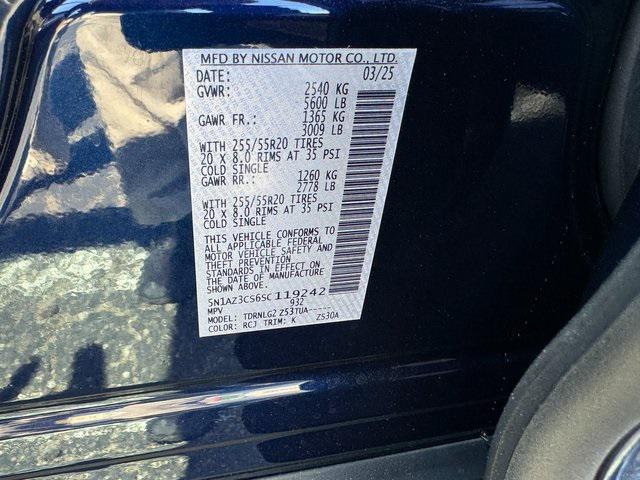 MFD BY NISSAN MOTOR CO., LTD.
DATE: 03/25
GVWR: 2540 KG
5600 LB
GAWR FR.: 1365 KG
3009 LB
WITH 255/55R20 TIRES
20 X 8.0 RIMS AT 35 PSI
COLD SINGLE
GAWR RR.: 1260 KG
2778 LB
WITH 255/55R20 TIRES
20 X 8.0 RIMS AT 35 PSI
COLD SINGLE
THIS VEHICLE CONFORMS TO
ALL APPLICABLE FEDERAL
MOTOR VEHICLE SAFETY AND
THEFT PREVENTION
STANDARDS IN EFFECT ON
THE DATE OF MANUFACTURE
SHOWN ABOVE.
5N1AZ3CS6SC119242
MPV 932
MODEL: TDRNLG2 Z53TUA-----
COLOR: RCJ TRIM: K ZS30A